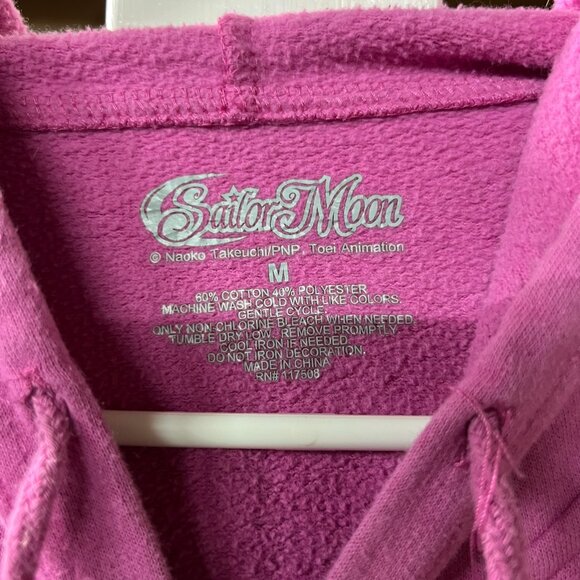 Sailor Moon
© Naoko Takeuchi/PNP, Toei Animation
M
60% COTTON 40% POLYESTER
MACHINE WASH COLD WITH LIKE COLORS.
GENTLE CYCLE.
ONLY NON-CHLORINE BLEACH WHEN NEEDED.
TUMBLE DRY LOW. REMOVE PROMPTLY
COOL IRON IF NEEDED.
DO NOT IRON DECORATION.
MADE IN CHINA
RN# 117508